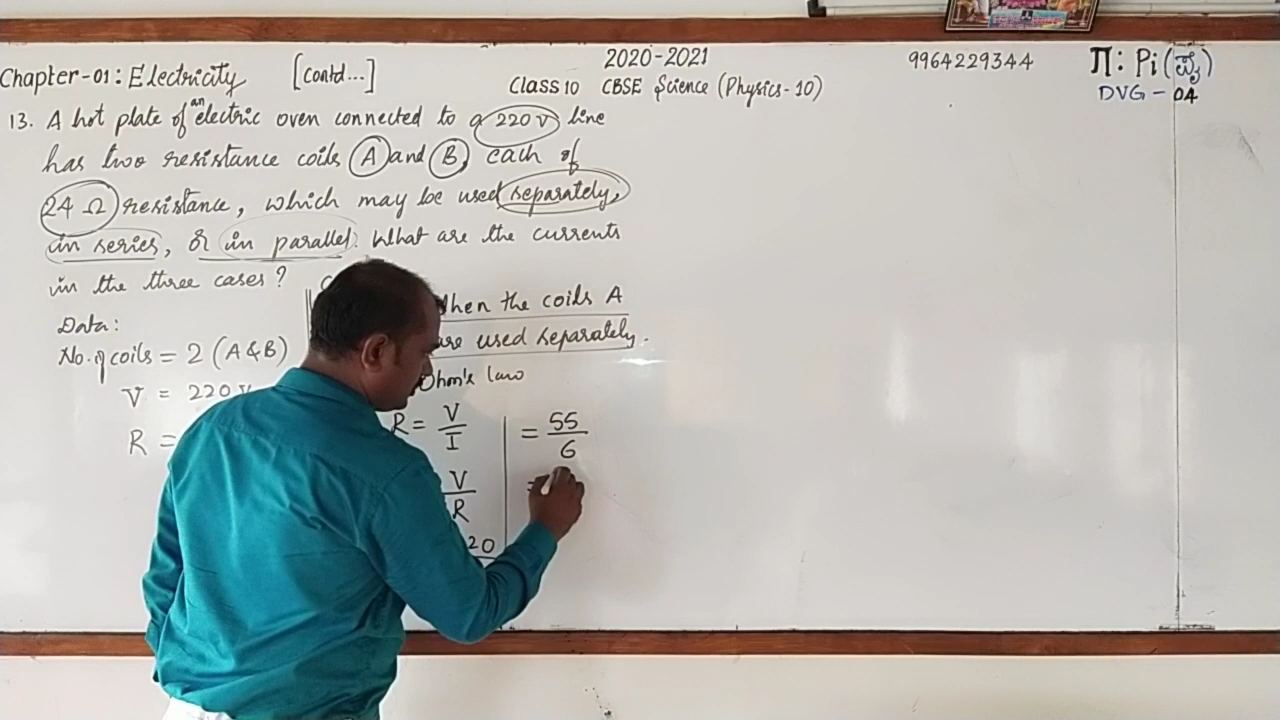 2020-2021
9964229344
Π: Pi (ಪೈ)
DVG - 04
Chapter-01: Electricity [contd...]
Class 10 CBSE Science (Physics-10)
13. A hot plate of an electric oven connected to a 220 V line
has two resistance coils A and B, each of
24 Ω resistance, which may be used separately,
in series, or in parallel. What are the currents
in the three cases?
Data:
No. of coils = 2 (A & B)
V = 220 V
R =
When the coils A
are used separately.
Ohm's law
R = V/I
V/R
20
= 55/6
=